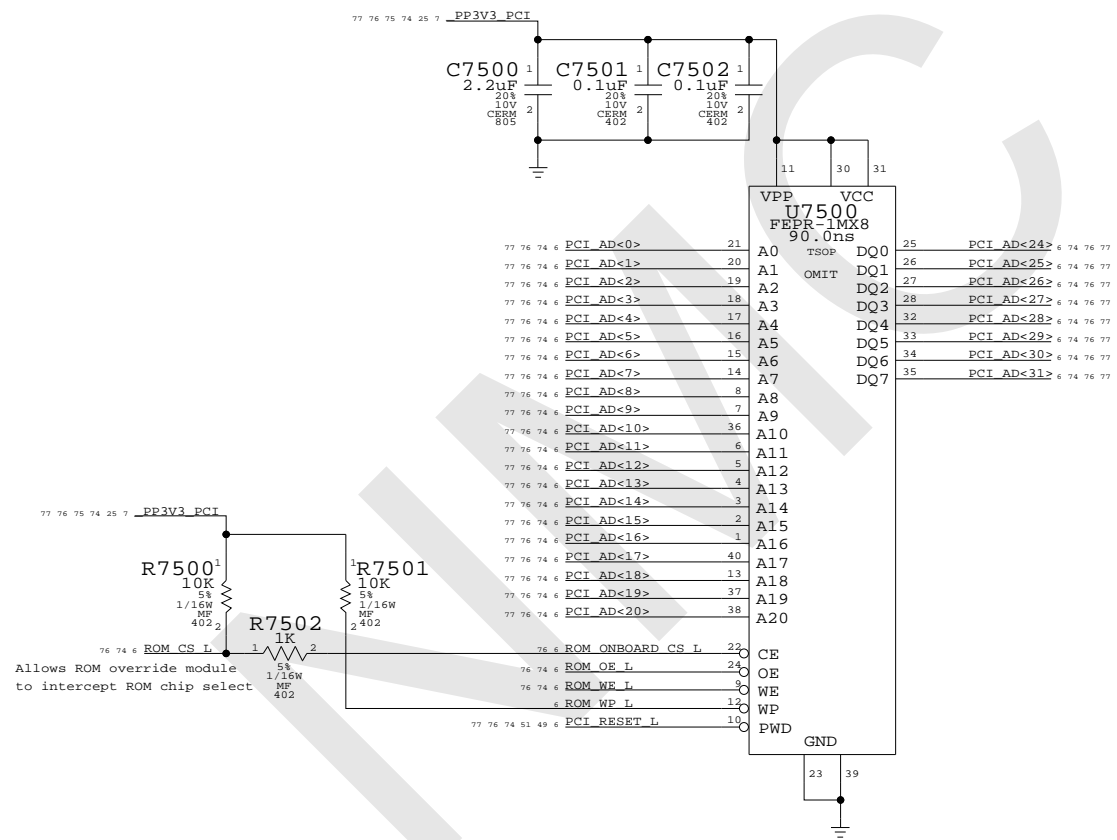 77 76 75 74 25 7 _PP3V3_PCI
C7500 1
2.2uF
20%
10V 2
CERM
805
C7501 1
0.1uF
20%
10V 2
CERM
402
C7502 1
0.1uF
20%
10V 2
CERM
402
11 30 31
VPP VCC
U7500
FEPR-1MX8
90.0ns
TSOP
OMIT
77 76 74 6 PCI_AD<0> 21 A0 DQ0 25 PCI_AD<24> 6 74 76 77
77 76 74 6 PCI_AD<1> 20 A1 DQ1 26 PCI_AD<25> 6 74 76 77
77 76 74 6 PCI_AD<2> 19 A2 DQ2 27 PCI_AD<26> 6 74 76 77
77 76 74 6 PCI_AD<3> 18 A3 DQ3 28 PCI_AD<27> 6 74 76 77
77 76 74 6 PCI_AD<4> 17 A4 DQ4 32 PCI_AD<28> 6 74 76 77
77 76 74 6 PCI_AD<5> 16 A5 DQ5 33 PCI_AD<29> 6 74 76 77
77 76 74 6 PCI_AD<6> 15 A6 DQ6 34 PCI_AD<30> 6 74 76 77
77 76 74 6 PCI_AD<7> 14 A7 DQ7 35 PCI_AD<31> 6 74 76 77
77 76 74 6 PCI_AD<8> 8 A8
77 76 74 6 PCI_AD<9> 7 A9
77 76 74 6 PCI_AD<10> 36 A10
77 76 74 6 PCI_AD<11> 6 A11
77 76 74 6 PCI_AD<12> 5 A12
77 76 74 6 PCI_AD<13> 4 A13
77 76 74 6 PCI_AD<14> 3 A14
77 76 74 6 PCI_AD<15> 2 A15
77 76 74 6 PCI_AD<16> 1 A16
77 76 74 6 PCI_AD<17> 40 A17
77 76 74 6 PCI_AD<18> 13 A18
77 76 74 6 PCI_AD<19> 37 A19
77 76 74 6 PCI_AD<20> 38 A20
77 76 75 74 25 7 _PP3V3_PCI
R7500 1
10K
5%
1/16W
MF
402 2
1 R7501
10K
5%
1/16W
MF
2 402
R7502
1 1K 2
5%
1/16W
MF
402
76 74 6 ROM_CS_L
Allows ROM override module
to intercept ROM chip select
76 6 ROM_ONBOARD_CS_L 22 CE
76 74 6 ROM_OE_L 24 OE
76 74 6 ROM_WE_L 9 WE
6 ROM_WP_L 12 WP
77 76 74 51 49 6 PCI_RESET_L 10 PWD
GND
23 39
NMC